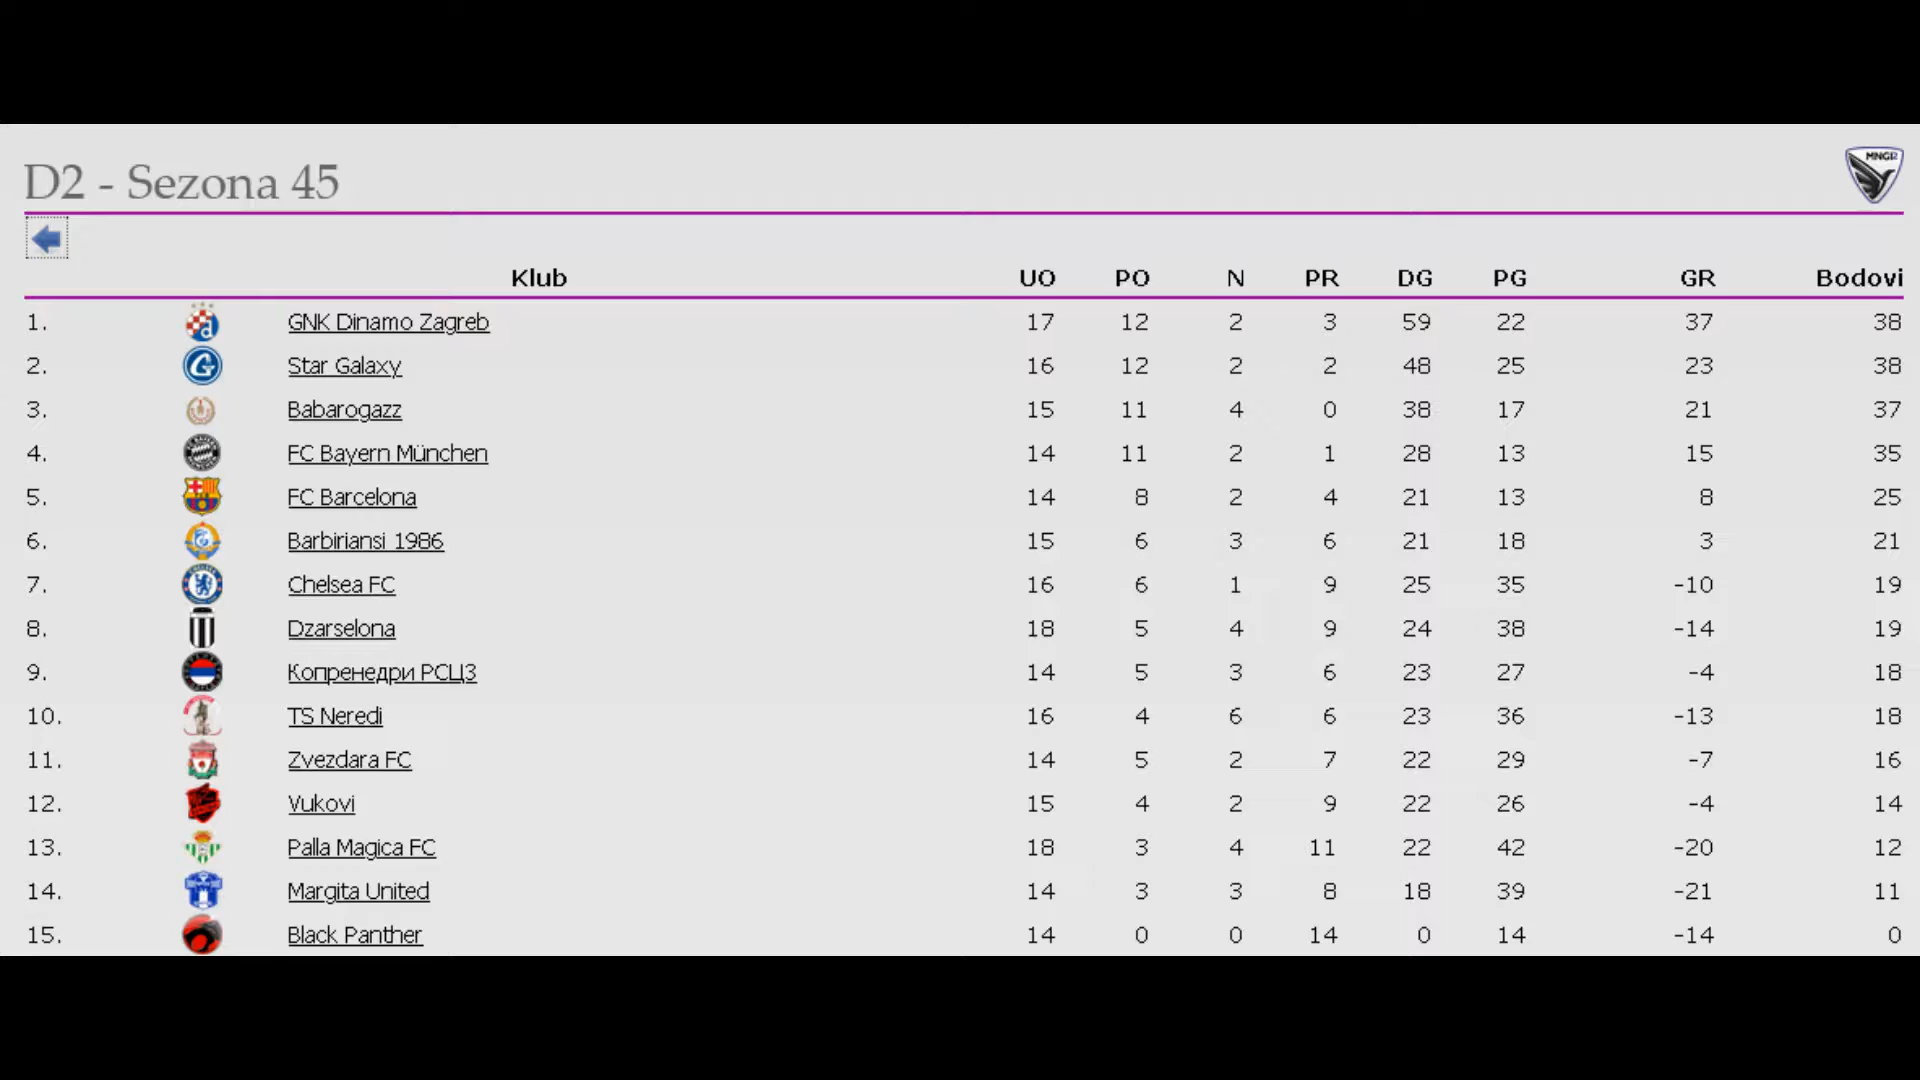 D2 - Sezona 45
MNGR
Klub UO PO N PR DG PG GR Bodovi
1. GNK Dinamo Zagreb 17 12 2 3 59 22 37 38
2. Star Galaxy 16 12 2 2 48 25 23 38
3. Babarogazz 15 11 4 0 38 17 21 37
4. FC Bayern München 14 11 2 1 28 13 15 35
5. FC Barcelona 14 8 2 4 21 13 8 25
6. Barbiriansi 1986 15 6 3 6 21 18 3 21
7. Chelsea FC 16 6 1 9 25 35 -10 19
8. Dzarselona 18 5 4 9 24 38 -14 19
9. Копренедри РСЦЗ 14 5 3 6 23 27 -4 18
10. TS Neredi 16 4 6 6 23 36 -13 18
11. Zvezdara FC 14 5 2 7 22 29 -7 16
12. Vukovi 15 4 2 9 22 26 -4 14
13. Palla Magica FC 18 3 4 11 22 42 -20 12
14. Margita United 14 3 3 8 18 39 -21 11
15. Black Panther 14 0 0 14 0 14 -14 0